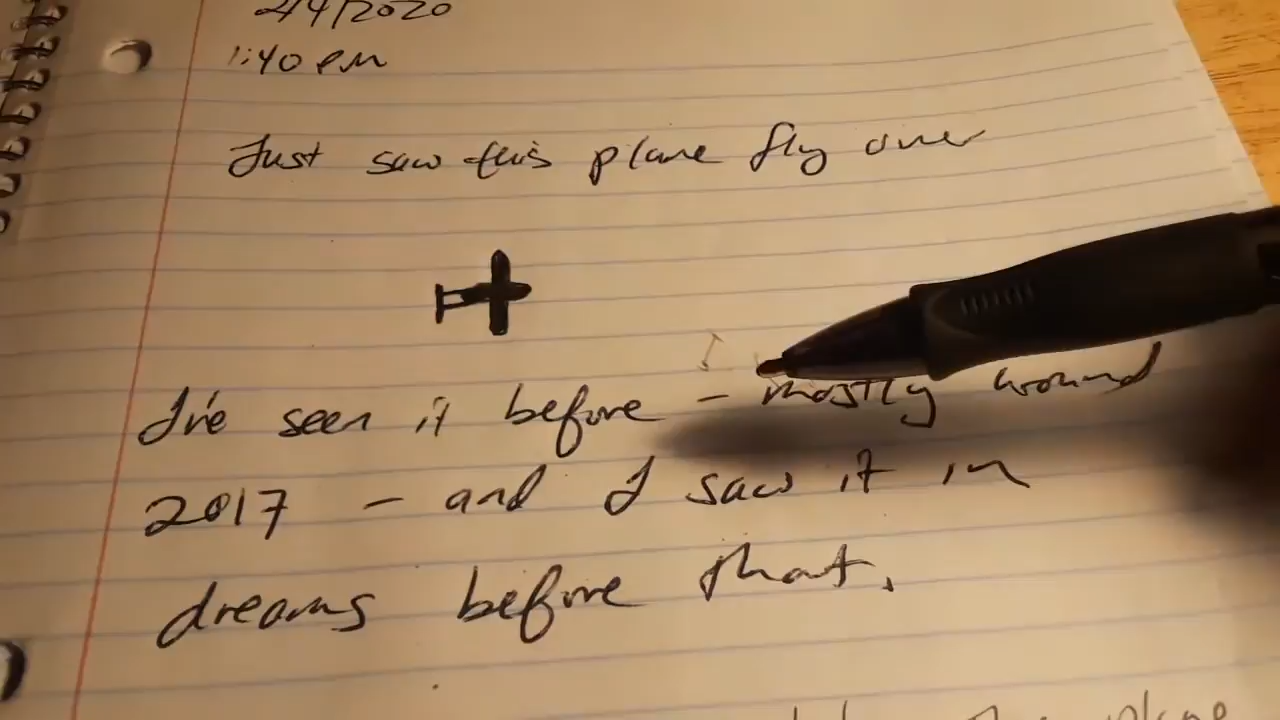 2/4/2020
1:40 PM
Just saw this plane fly over
I've seen it before - mostly around
2017 - and I saw it in
dreams before that.
plane